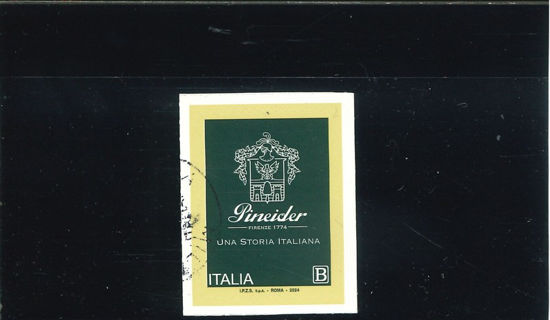 Pineider
FIRENZE 1774
UNA STORIA ITALIANA
ITALIA B
I.P.Z.S. S.p.A. - ROMA - 2024